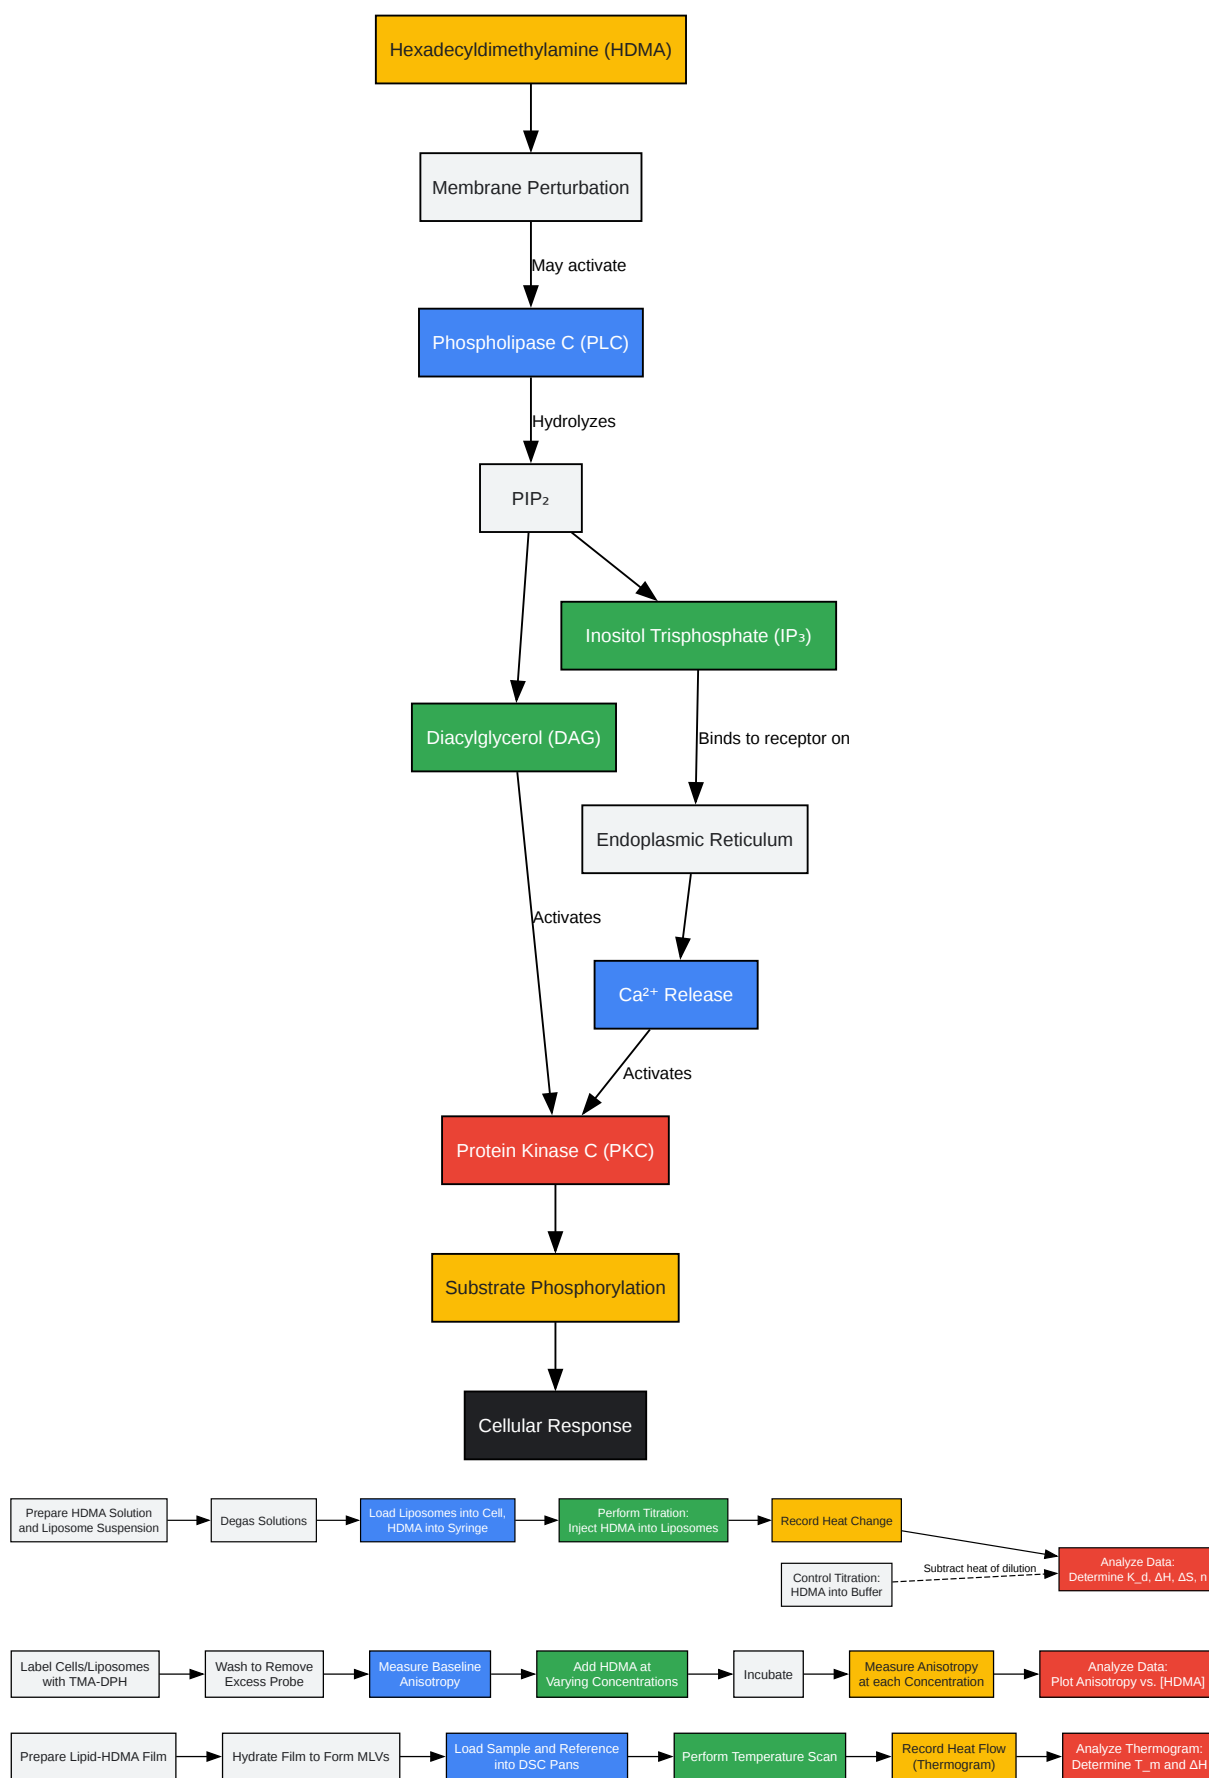 Hexadecyldimethylamine (HDMA)
Membrane Perturbation
May activate
Phospholipase C (PLC)
Hydrolyzes
PIP₂
Inositol Trisphosphate (IP₃)
Diacylglycerol (DAG)
Binds to receptor on
Endoplasmic Reticulum
Activates
Ca²⁺ Release
Activates
Protein Kinase C (PKC)
Substrate Phosphorylation
Cellular Response
Prepare HDMA Solution
and Liposome Suspension
Degas Solutions
Load Liposomes into Cell,
HDMA into Syringe
Perform Titration:
Inject HDMA into Liposomes
Record Heat Change
Control Titration:
HDMA into Buffer
Subtract heat of dilution
Analyze Data:
Determine K_d, ΔH, ΔS, n
Label Cells/Liposomes
with TMA-DPH
Wash to Remove
Excess Probe
Measure Baseline
Anisotropy
Add HDMA at
Varying Concentrations
Incubate
Measure Anisotropy
at each Concentration
Analyze Data:
Plot Anisotropy vs. [HDMA]
Prepare Lipid-HDMA Film
Hydrate Film to Form MLVs
Load Sample and Reference
into DSC Pans
Perform Temperature Scan
Record Heat Flow
(Thermogram)
Analyze Thermogram:
Determine T_m and ΔH